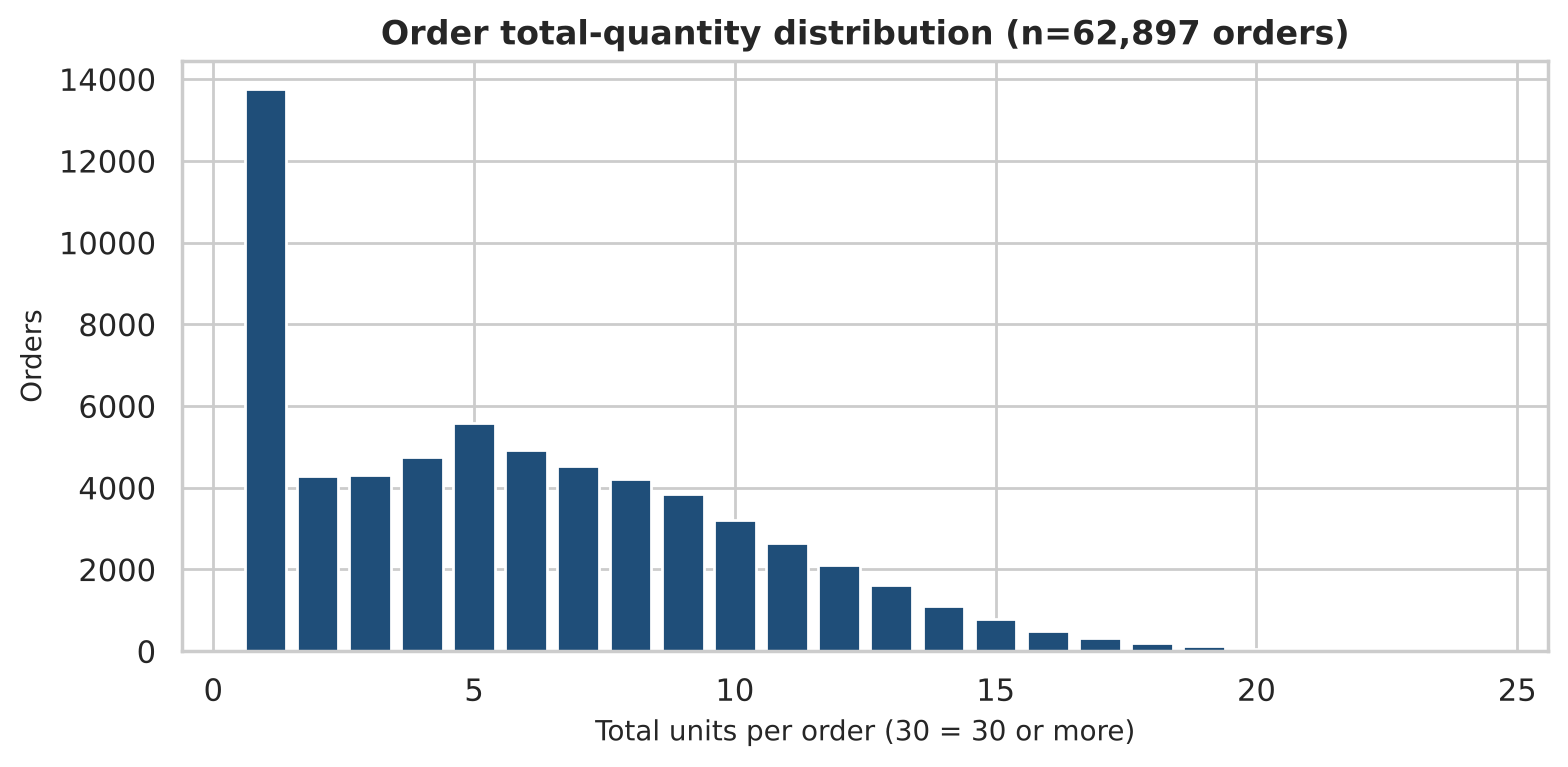 Order total-quantity distribution (n=62,897 orders)
14000
12000
10000
8000
6000
4000
2000
0
Orders
0 5 10 15 20 25
Total units per order (30 = 30 or more)